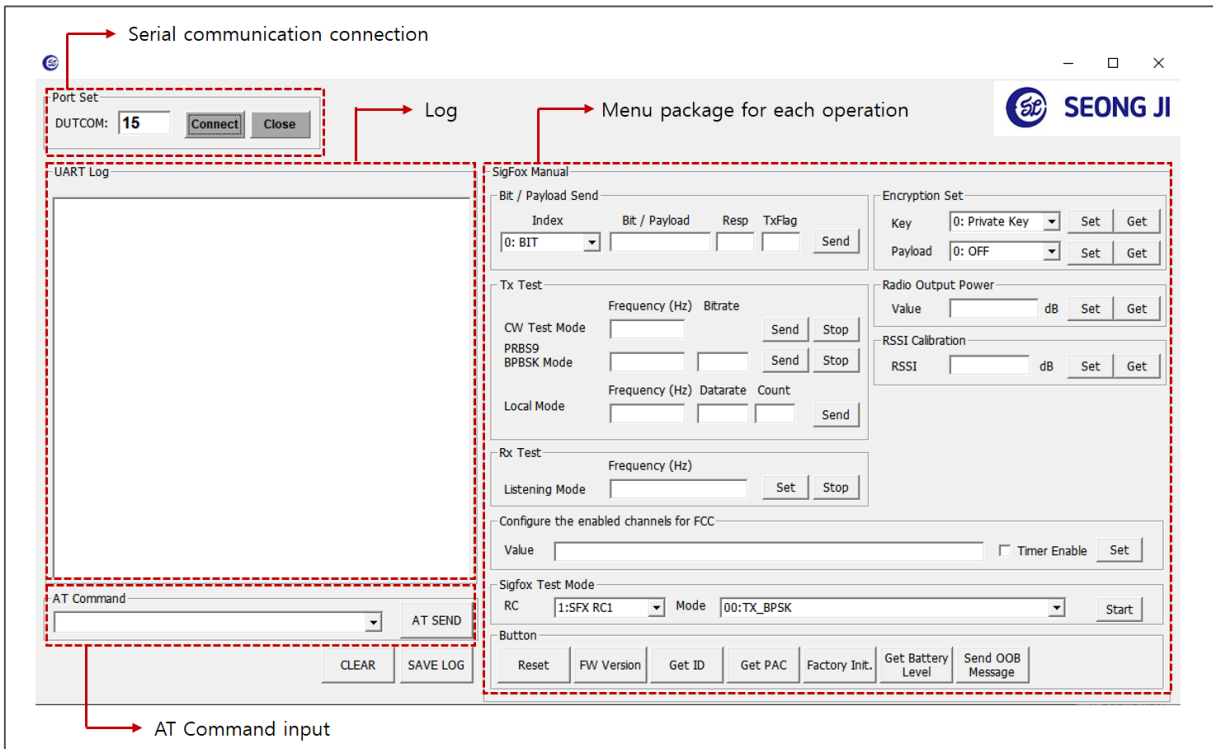 Serial communication connection
Port Set
DUTCOM: 15 Connect Close
Log
Menu package for each operation
SEONG JI
UART Log
SigFox Manual
Bit / Payload Send
Index Bit / Payload Resp TxFlag
0: BIT Send
Encryption Set
Key 0: Private Key Set Get
Payload 0: OFF Set Get
Tx Test
Frequency (Hz) Bitrate
CW Test Mode Send Stop
PRBS9
BPBSK Mode Send Stop
Frequency (Hz) Datarate Count
Local Mode Send
Radio Output Power
Value dB Set Get
RSSI Calibration
RSSI dB Set Get
Rx Test
Frequency (Hz)
Listening Mode Set Stop
Configure the enabled channels for FCC
Value Timer Enable Set
Sigfox Test Mode
RC 1:SFX RC1 Mode 00:TX_BPSK Start
Button
Reset FW Version Get ID Get PAC Factory Init. Get Battery Level Send OOB Message
AT Command
AT SEND
CLEAR SAVE LOG
AT Command input